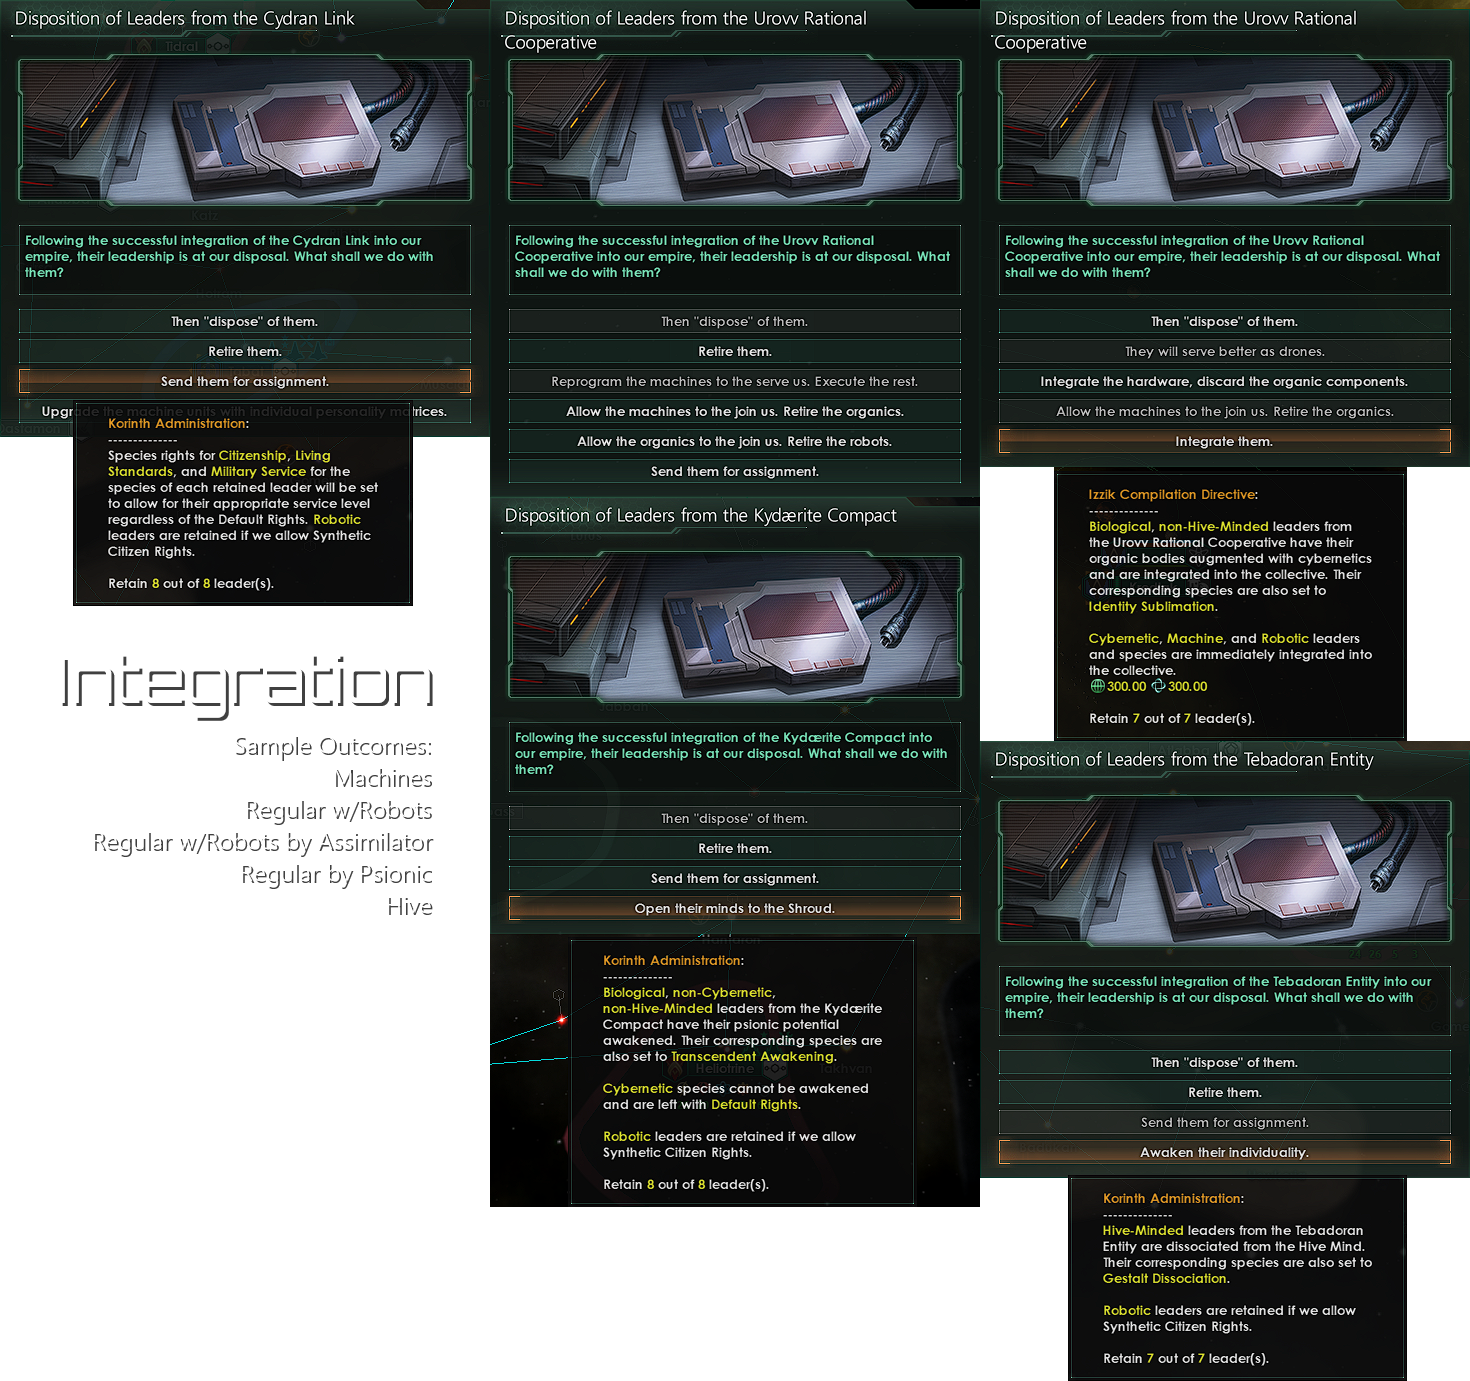 Disposition of Leaders from the Cydran Link
Tidral
Following the successful integration of the Cydran Link into our
empire, their leadership is at our disposal. What shall we do with
them?
Then "dispose" of them.
Retire them.
Send them for assignment.
Upgrade the machine units with individual personality matrices.
Korinth Administration:
--------------
Species rights for Citizenship, Living
Standards, and Military Service for the
species of each retained leader will be set
to allow for their appropriate service level
regardless of the Default Rights. Robotic
leaders are retained if we allow Synthetic
Citizen Rights.
Retain 8 out of 8 leader(s).
Integration
Sample Outcomes:
Machines
Regular w/Robots
Regular w/Robots by Assimilator
Regular by Psionic
Hive
Disposition of Leaders from the Urovv Rational
Cooperative
Following the successful integration of the Urovv Rational
Cooperative into our empire, their leadership is at our disposal. What
shall we do with them?
Then "dispose" of them.
Retire them.
Reprogram the machines to the serve us. Execute the rest.
Allow the machines to the join us. Retire the organics.
Allow the organics to the join us. Retire the robots.
Send them for assignment.
Disposition of Leaders from the Kydærite Compact
Following the successful integration of the Kydærite Compact into
our empire, their leadership is at our disposal. What shall we do with
them?
Then "dispose" of them.
Retire them.
Send them for assignment.
Open their minds to the Shroud.
Korinth Administration:
--------------
Biological, non-Cybernetic,
non-Hive-Minded leaders from the Kydærite
Compact have their psionic potential
awakened. Their corresponding species are
also set to Transcendent Awakening.
Heliotrine
Takhvan
Cybernetic species cannot be awakened
and are left with Default Rights.
Robotic leaders are retained if we allow
Synthetic Citizen Rights.
Retain 8 out of 8 leader(s).
Disposition of Leaders from the Urovv Rational
Cooperative
Following the successful integration of the Urovv Rational
Cooperative into our empire, their leadership is at our disposal. What
shall we do with them?
Then "dispose" of them.
They will serve better as drones.
Integrate the hardware, discard the organic components.
Allow the machines to the join us. Retire the organics.
Integrate them.
Izzik Compilation Directive:
--------------
Biological, non-Hive-Minded leaders from
the Urovv Rational Cooperative have their
organic bodies augmented with cybernetics
and are integrated into the collective. Their
corresponding species are also set to
Identity Sublimation.
Cybernetic, Machine, and Robotic leaders
and species are immediately integrated into
the collective.
300.00 300.00
Retain 7 out of 7 leader(s).
Disposition of Leaders from the Tebadoran Entity
Following the successful integration of the Tebadoran Entity into our
empire, their leadership is at our disposal. What shall we do with
them?
Then "dispose" of them.
Retire them.
Send them for assignment.
Awaken their individuality.
Korinth Administration:
--------------
Hive-Minded leaders from the Tebadoran
Entity are dissociated from the Hive Mind.
Their corresponding species are also set to
Gestalt Dissociation.
Robotic leaders are retained if we allow
Synthetic Citizen Rights.
Retain 7 out of 7 leader(s).